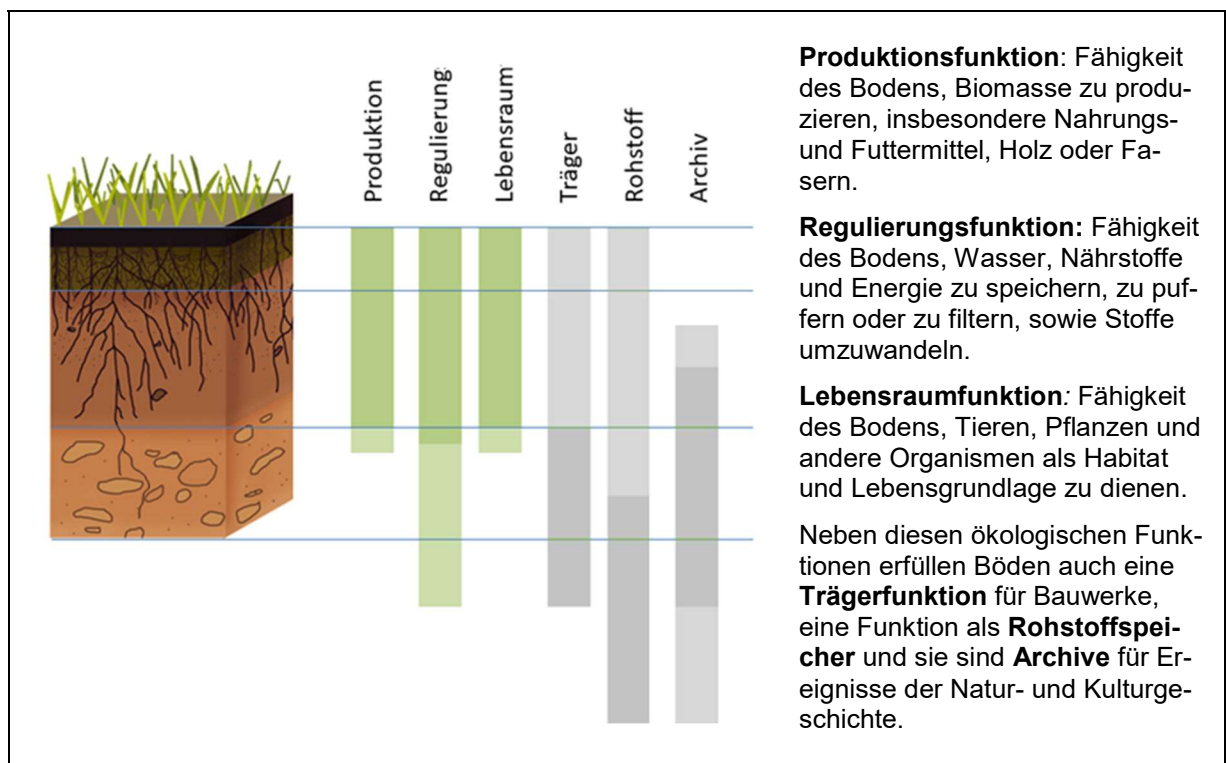 Produktion
Regulierung
Lebensraum
Träger
Rohstoff
Archiv
Produktionsfunktion: Fähigkeit
des Bodens, Biomasse zu produ-
zieren, insbesondere Nahrungs-
und Futtermittel, Holz oder Fa-
sern.
Regulierungsfunktion: Fähigkeit
des Bodens, Wasser, Nährstoffe
und Energie zu speichern, zu puf-
fern oder zu filtern, sowie Stoffe
umzuwandeln.
Lebensraumfunktion: Fähigkeit
des Bodens, Tieren, Pflanzen und
andere Organismen als Habitat
und Lebensgrundlage zu dienen.
Neben diesen ökologischen Funk-
tionen erfüllen Böden auch eine
Trägerfunktion für Bauwerke,
eine Funktion als Rohstoffspei-
cher und sie sind Archive für Er-
eignisse der Natur- und Kulturge-
schichte.